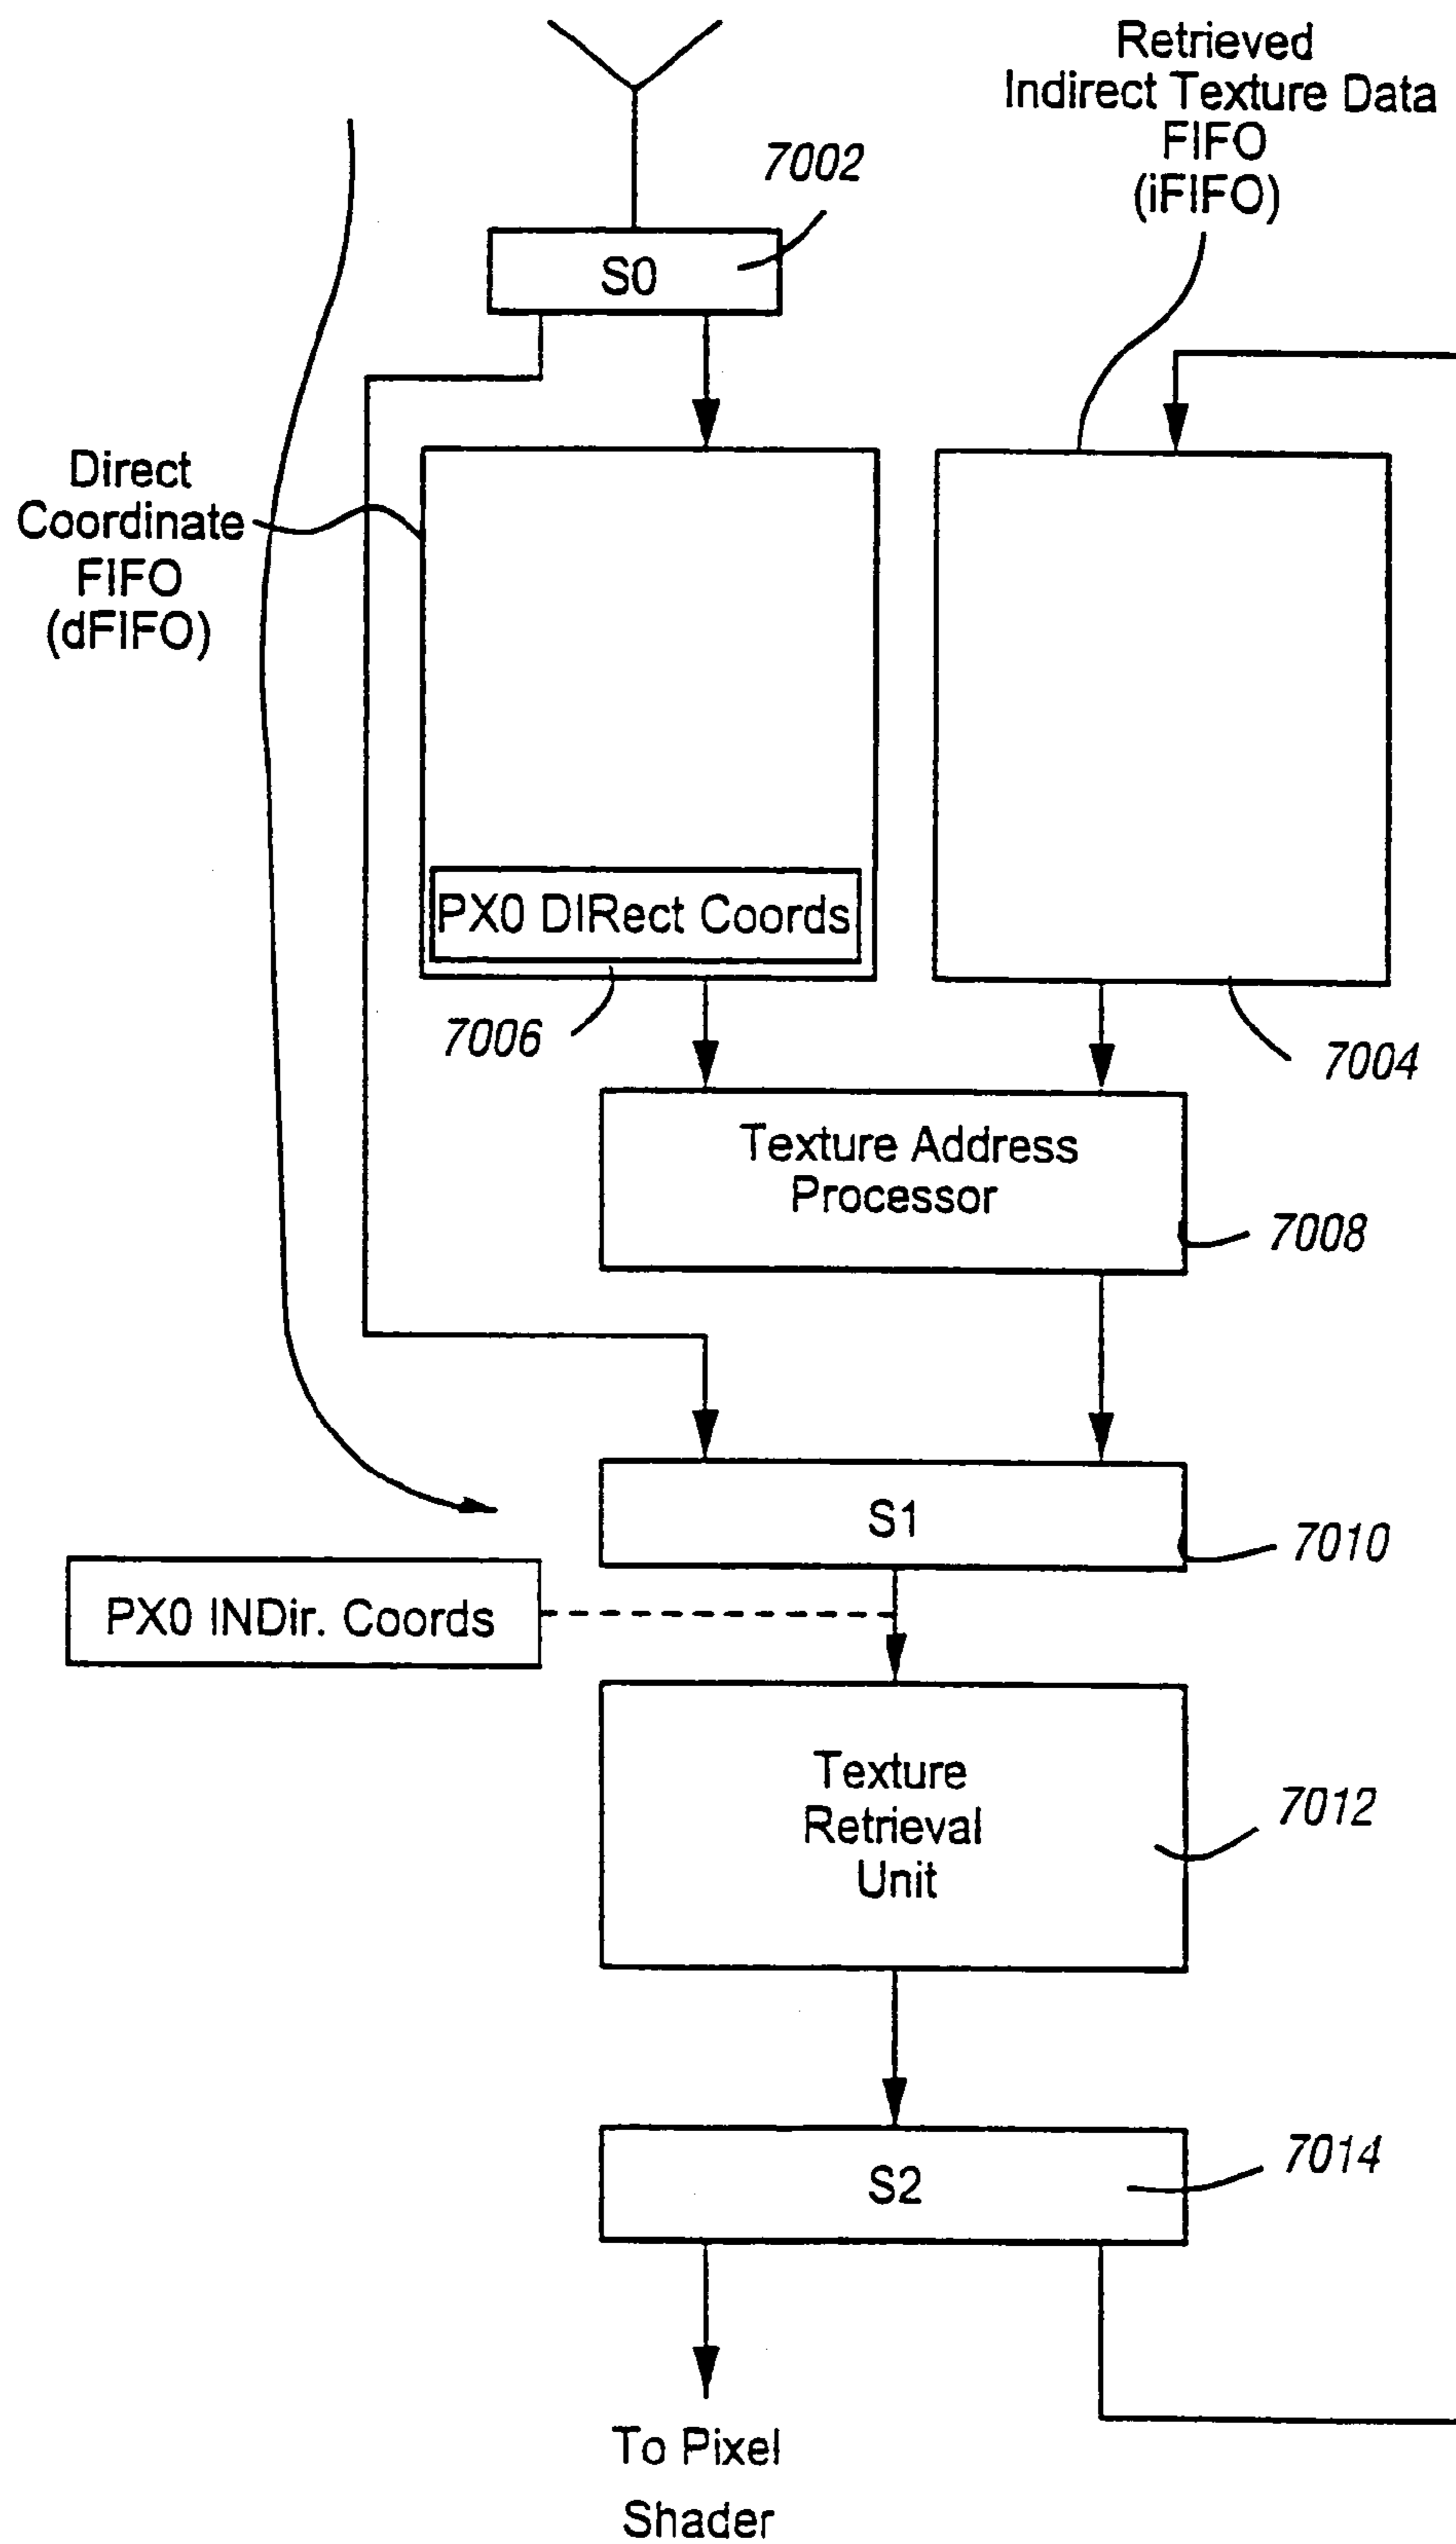 Retrieved
Indirect Texture Data
FIFO
(iFIFO)
7002
S0
Direct
Coordinate
FIFO
(dFIFO)
PX0 DIRect Coords
7006
7004
Texture Address
Processor
7008
S1
7010
PX0 INDir. Coords
Texture
Retrieval
Unit
7012
S2
7014
To Pixel
Shader